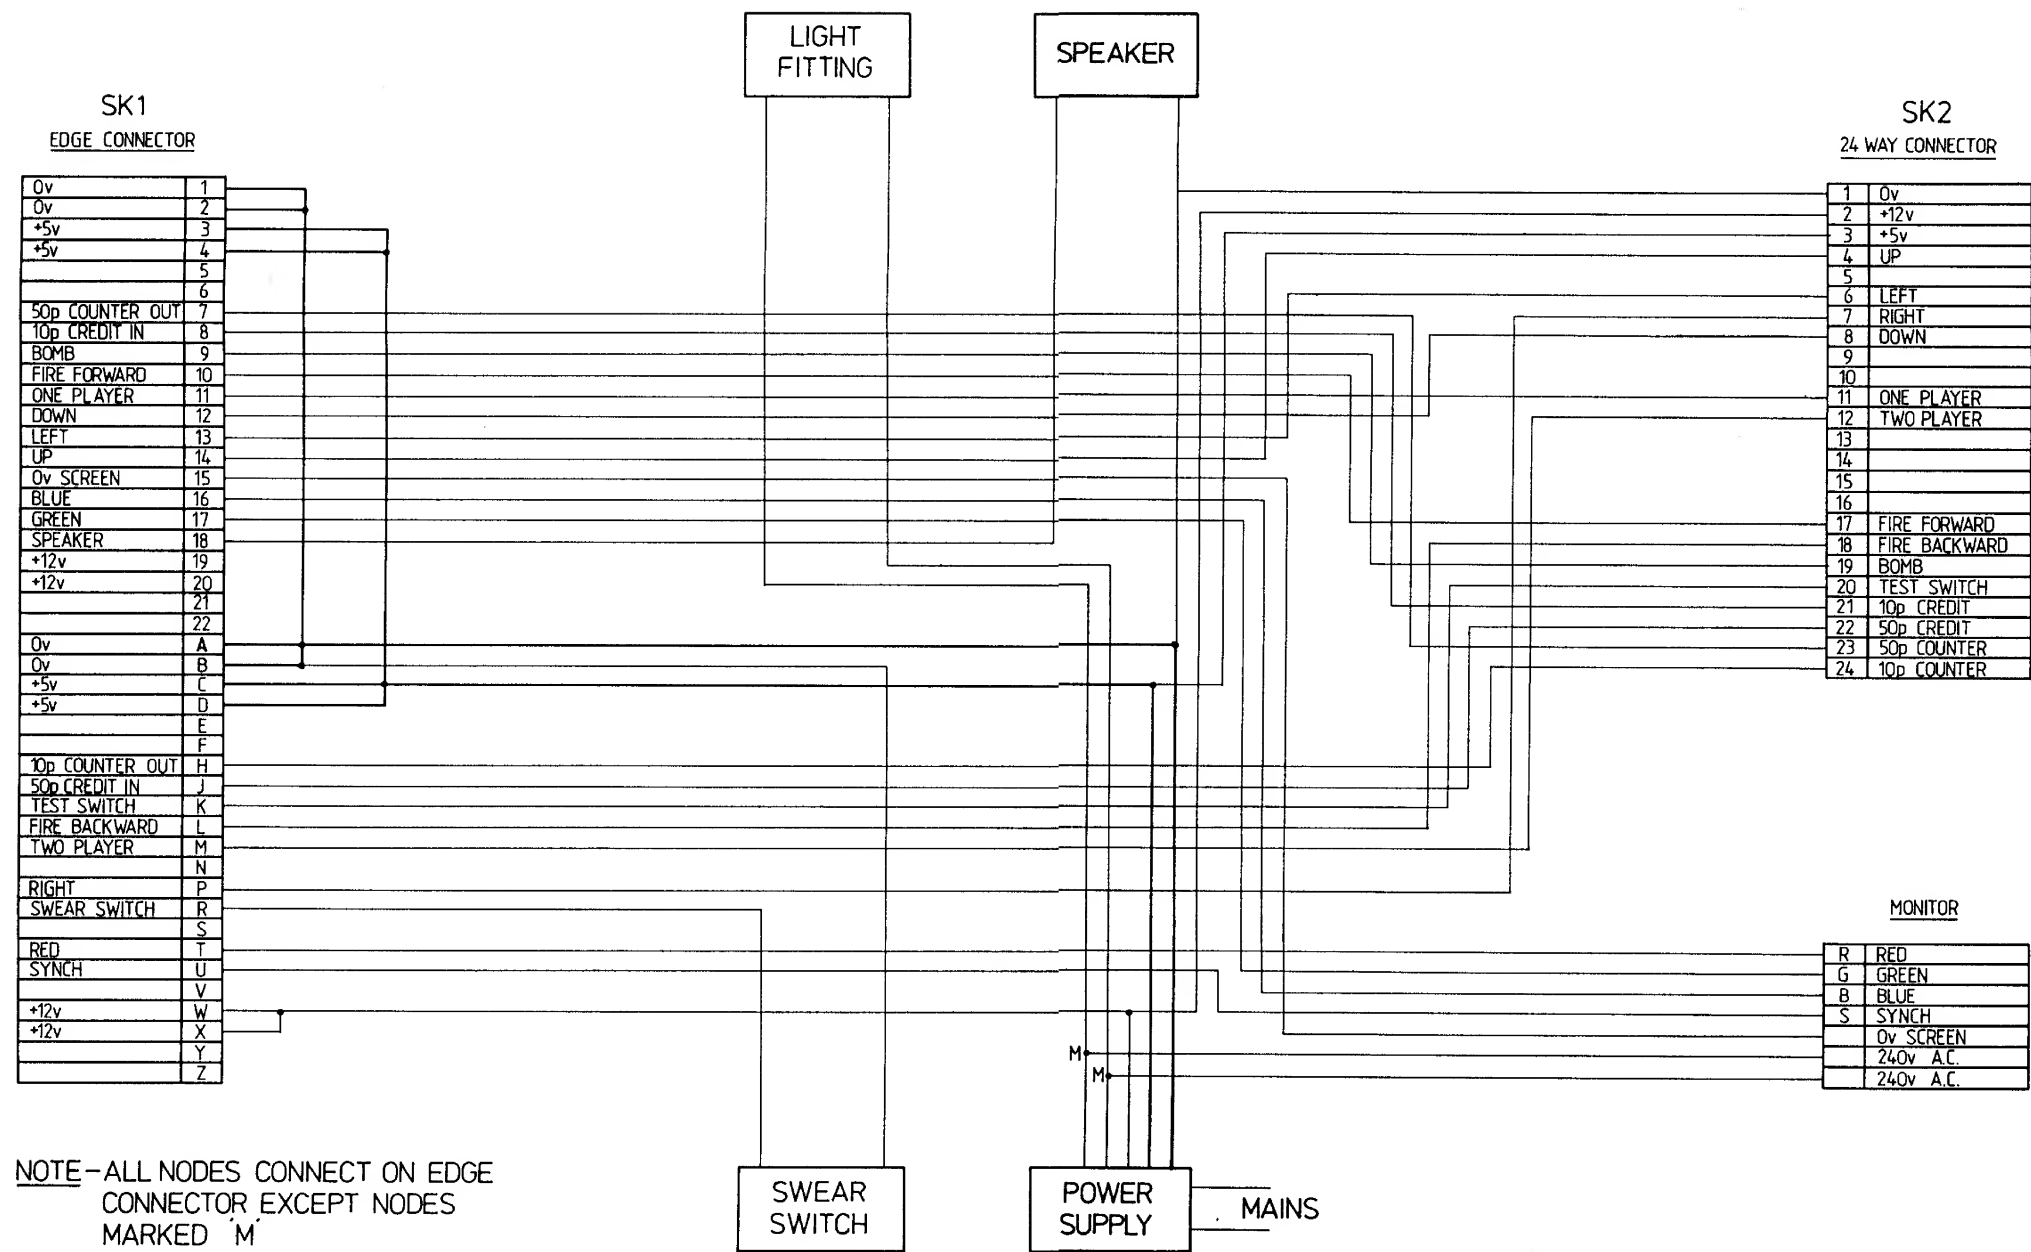 LIGHT
FITTING
SPEAKER
SK1
EDGE CONNECTOR
0v 1
0v 2
+5v 3
+5v 4
5
6
50p COUNTER OUT 7
10p CREDIT IN 8
BOMB 9
FIRE FORWARD 10
ONE PLAYER 11
DOWN 12
LEFT 13
UP 14
0v SCREEN 15
BLUE 16
GREEN 17
SPEAKER 18
+12v 19
+12v 20
21
22
0v A
0v B
+5v C
+5v D
E
F
10p COUNTER OUT H
50p CREDIT IN J
TEST SWITCH K
FIRE BACKWARD L
TWO PLAYER M
N
RIGHT P
SWEAR SWITCH R
S
RED T
SYNCH U
V
+12v W
+12v X
Y
Z
SK2
24 WAY CONNECTOR
1 0v
2 +12v
3 +5v
4 UP
5
6 LEFT
7 RIGHT
8 DOWN
9
10
11 ONE PLAYER
12 TWO PLAYER
13
14
15
16
17 FIRE FORWARD
18 FIRE BACKWARD
19 BOMB
20 TEST SWITCH
21 10p CREDIT
22 50p CREDIT
23 50p COUNTER
24 10p COUNTER
MONITOR
R RED
G GREEN
B BLUE
S SYNCH
0v SCREEN
240v A.C.
240v A.C.
M
M
NOTE-ALL NODES CONNECT ON EDGE
CONNECTOR EXCEPT NODES
MARKED 'M'
SWEAR
SWITCH
POWER
SUPPLY
MAINS